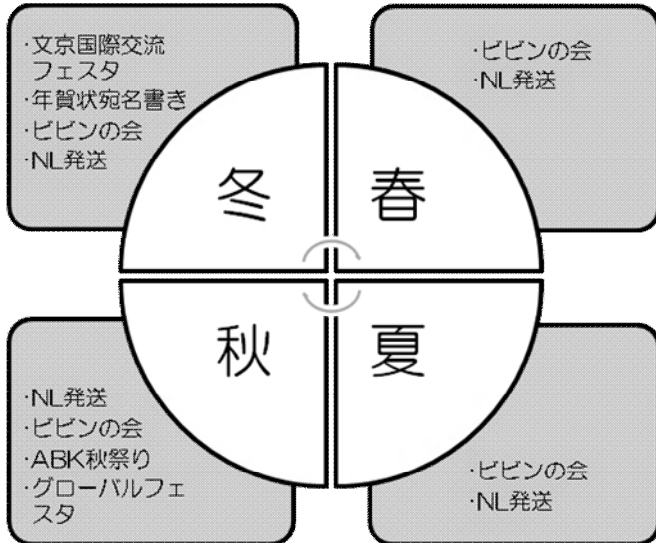 ・文京国際交流
フェスタ
・年賀状宛名書き
・ビビンの会
・NL発送
・ビビンの会
・NL発送
冬
春
秋
夏
・NL発送
・ビビンの会
・ABK秋祭り
・グローバルフェ
スタ
・ビビンの会
・NL発送